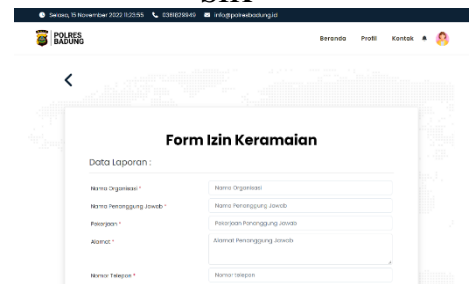 Selasa, 15 November 2022 11:23:55 0361829949 info@polresbadung.id
POLRES
BADUNG
Beranda Profil Kontak
Form Izin Keramaian
Data Laporan :
Nama Organisasi * Nama Organisasi
Nama Penanggung Jawab * Nama Penanggung Jawab
Pekerjaan * Pekerjaan Penanggung Jawab
Alamat * Alamat Penanggung Jawab
Nomor Telepon * Nomor telepon